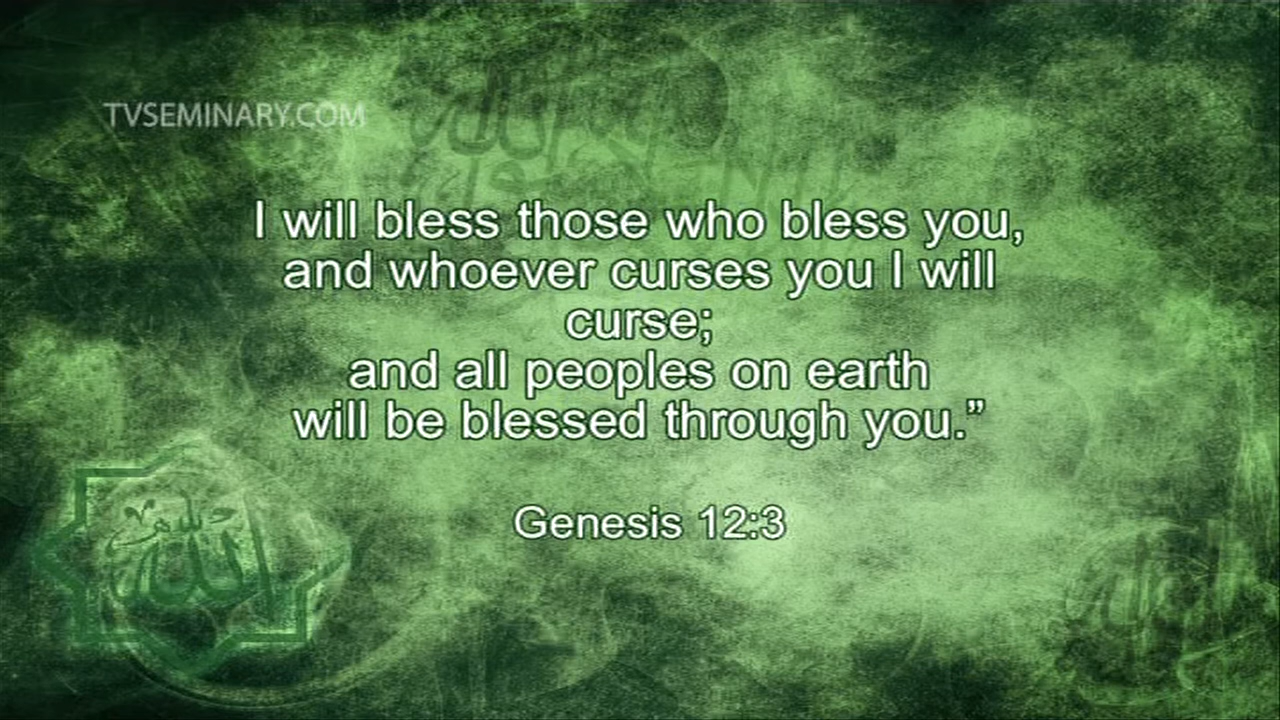 TVSEMINARY.COM
I will bless those who bless you,
and whoever curses you I will
curse;
and all peoples on earth
will be blessed through you.”
Genesis 12:3
الله